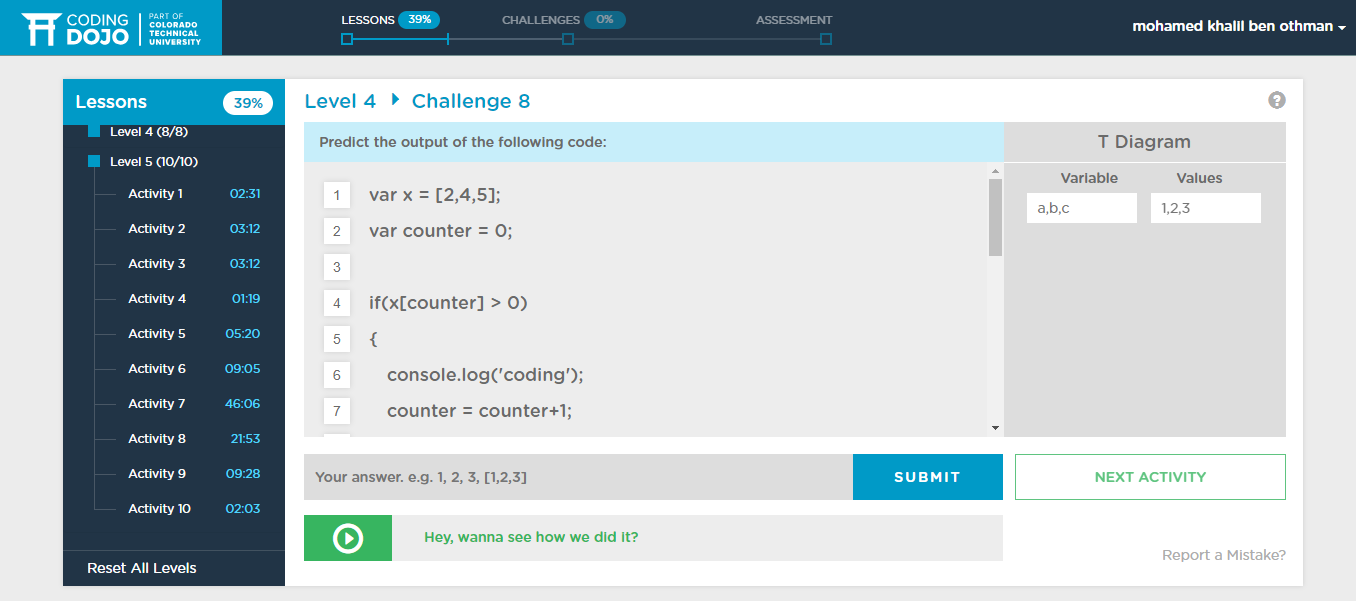 CODING DOJO PART OF COLORADO TECHNICAL UNIVERSITY
LESSONS 39% CHALLENGES 0% ASSESSMENT
mohamed khalil ben othman
Lessons 39%
Level 4 (8/8)
Level 5 (10/10)
Activity 1 02:31
Activity 2 03:12
Activity 3 03:12
Activity 4 01:19
Activity 5 05:20
Activity 6 09:05
Activity 7 46:06
Activity 8 21:53
Activity 9 09:28
Activity 10 02:03
Reset All Levels
Level 4 Challenge 8 ?
Predict the output of the following code:
1 var x = [2,4,5];
2 var counter = 0;
3
4 if(x[counter] > 0)
5 {
6 console.log('coding');
7 counter = counter+1;
T Diagram
Variable Values
a,b,c 1,2,3
Your answer. e.g. 1, 2, 3, [1,2,3] SUBMIT NEXT ACTIVITY
Hey, wanna see how we did it?
Report a Mistake?